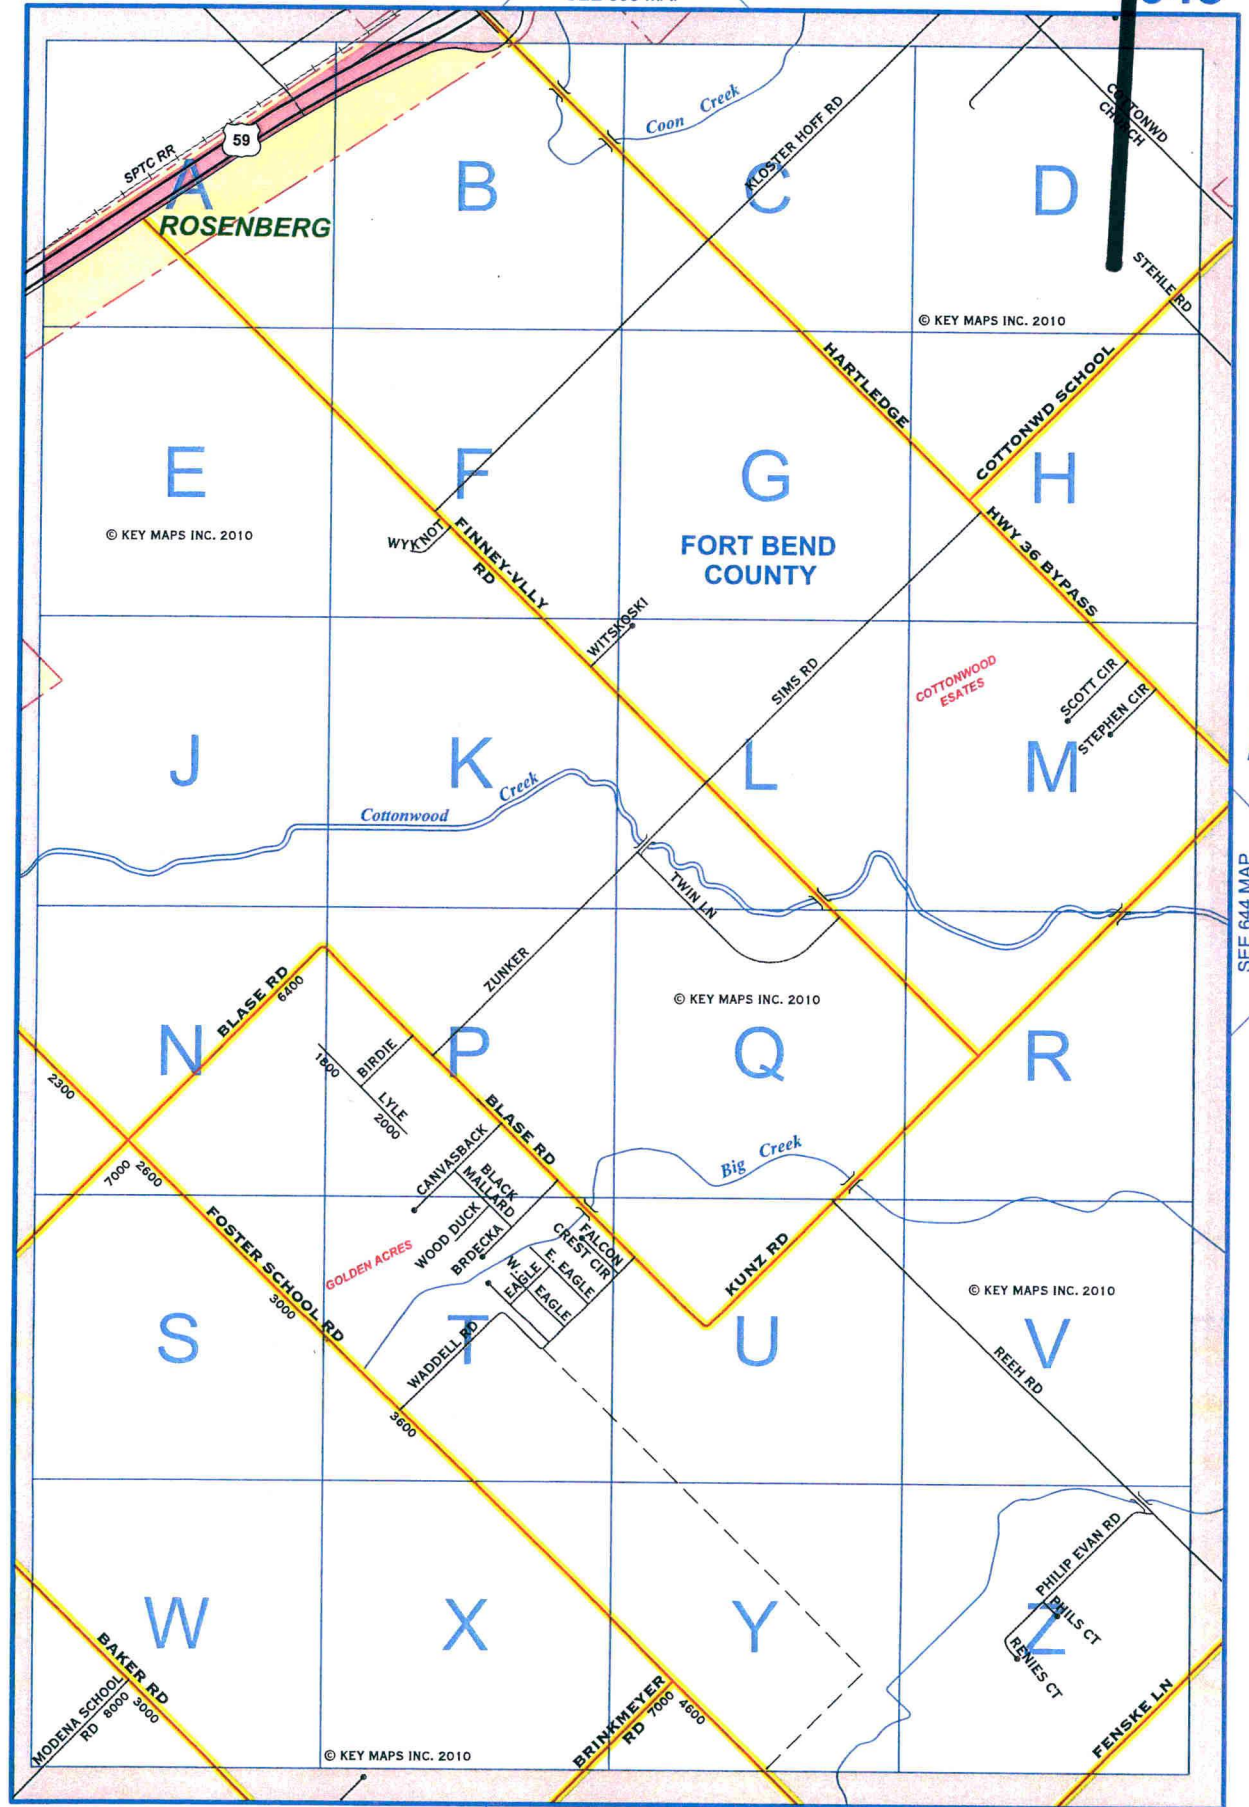 SPTC RR
59
A
ROSENBERG
B
Coon Creek
KLOSTER HOFF RD
C
D
COTTONWD
CHURCH
STEHLE RD
© KEY MAPS INC. 2010
HARTLEDGE
COTTONWD SCHOOL
E
© KEY MAPS INC. 2010
F
WYKNOT
FINNEY-VLLY
RD
G
FORT BEND
COUNTY
H
HWY 36 BYPASS
WITSKOSKI
SIMS RD
COTTONWOOD
ESATES
SCOTT CIR
STEPHEN CIR
J
K
L
M
Cottonwood Creek
TWIN LN
SEE 644 MAP
ZUNKER
BLASE RD
6400
© KEY MAPS INC. 2010
N
P
Q
R
2300
1800
BIRDIE
LYLE
2000
BLASE RD
7000
2600
CANVASBACK
BLACK
MALLARD
Big Creek
WOOD DUCK
BRDECKA
FALCON
CREST CIR
FOSTER SCHOOL RD
GOLDEN ACRES
3000
W.
EAGLE
E. EAGLE
EAGLE
KUNZ RD
© KEY MAPS INC. 2010
S
T
U
V
WADDELL RD
REEH RD
3600
PHILIP EVAN RD
PHILS CT
RENIES CT
W
X
Y
Z
BAKER RD
3000
MODENA SCHOOL
RD 8000
BRINKMEYER
RD 7000
4600
FENSKE LN
© KEY MAPS INC. 2010